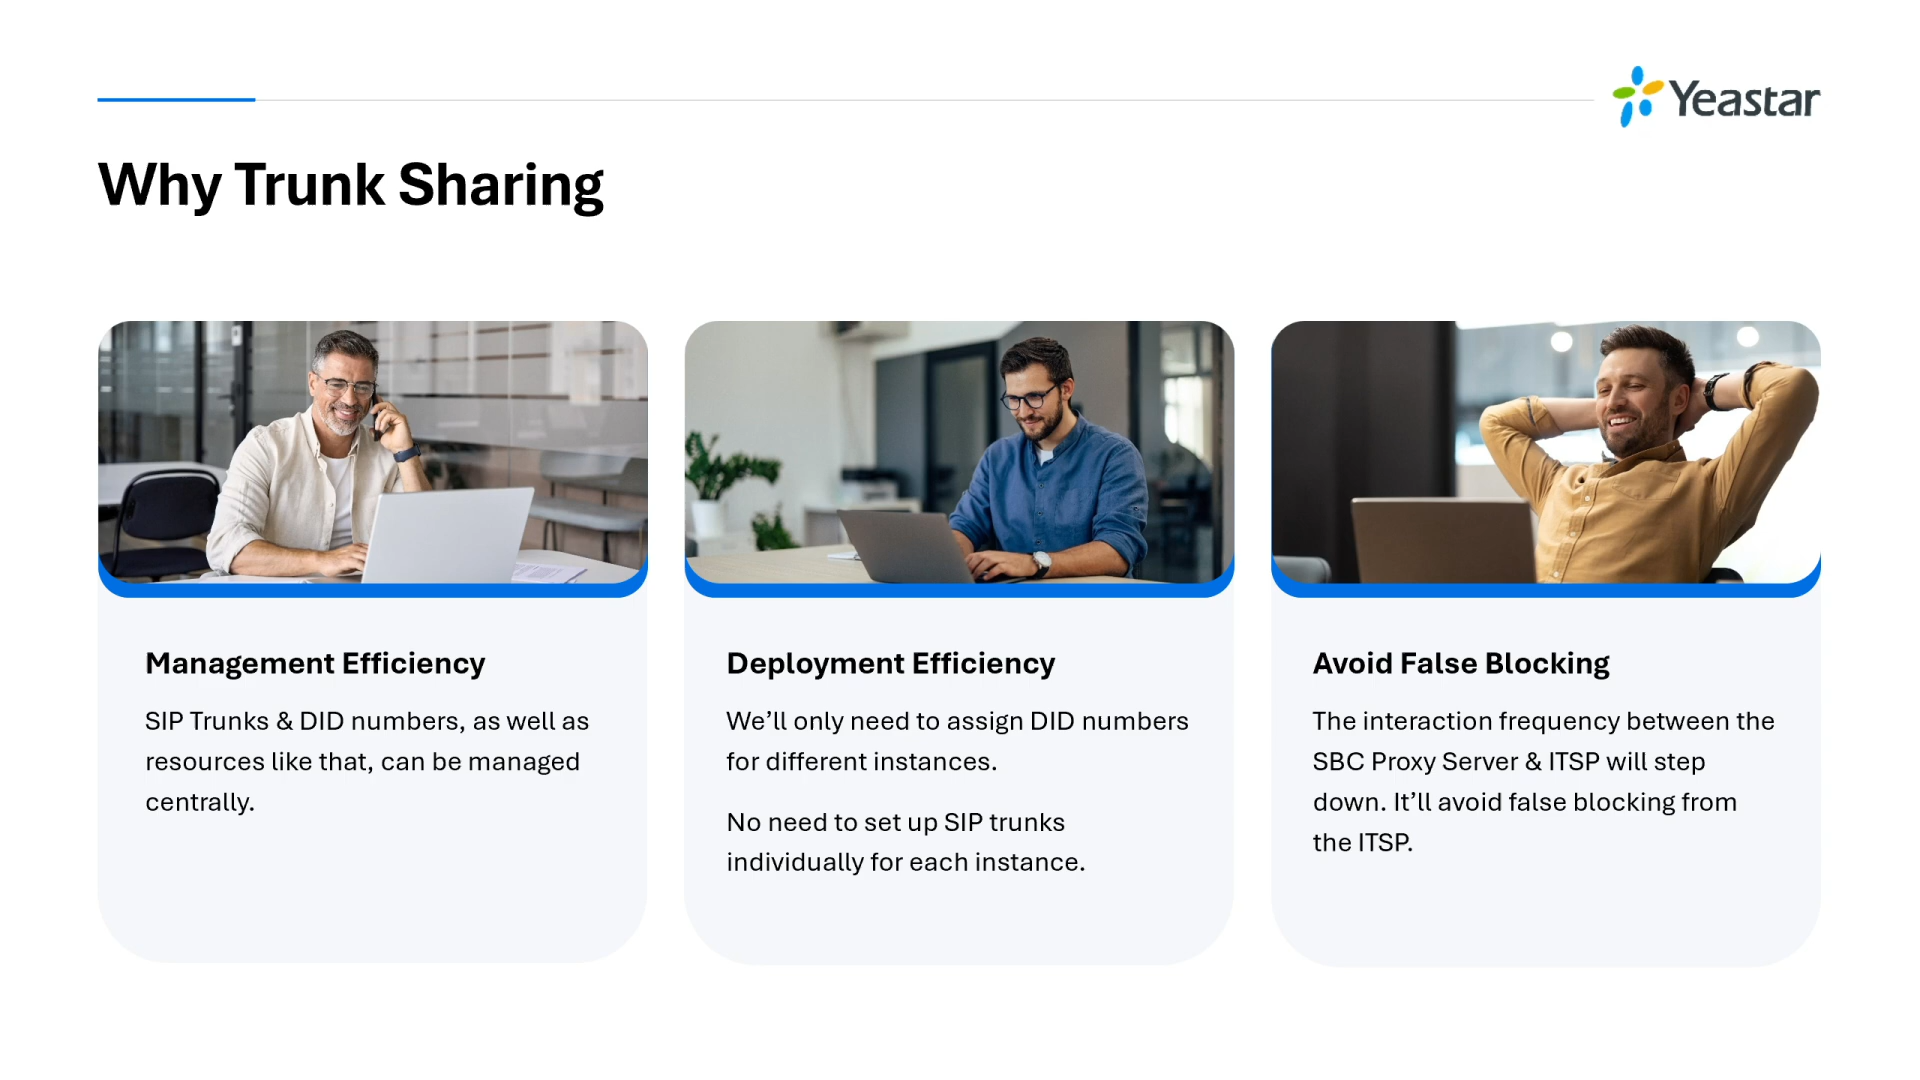 Yeastar
Why Trunk Sharing
Management Efficiency
SIP Trunks & DID numbers, as well as
resources like that, can be managed
centrally.
Deployment Efficiency
We’ll only need to assign DID numbers
for different instances.
No need to set up SIP trunks
individually for each instance.
Avoid False Blocking
The interaction frequency between the
SBC Proxy Server & ITSP will step
down. It’ll avoid false blocking from
the ITSP.